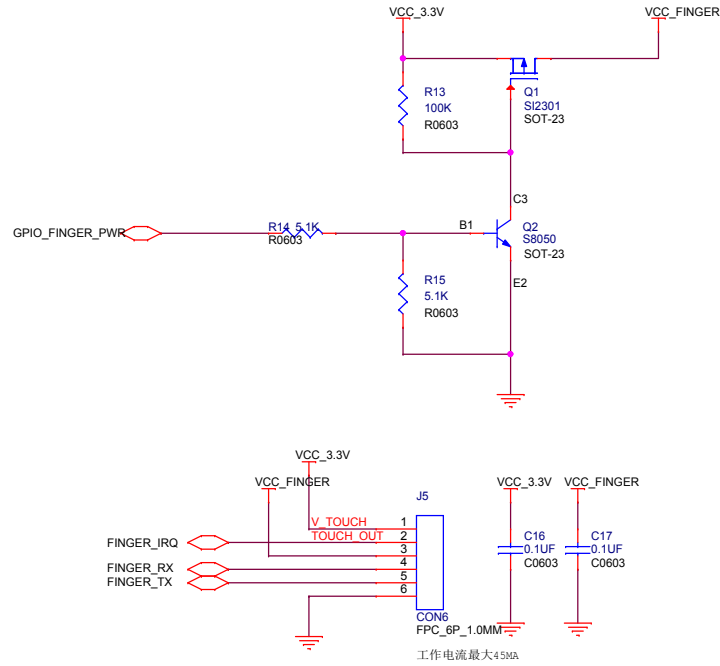 VCC_3.3V
VCC_FINGER
R13
100K
R0603
Q1
SI2301
SOT-23
C3
GPIO_FINGER_PWR
R14 5.1K
R0603
B1
Q2
S8050
SOT-23
E2
R15
5.1K
R0603
VCC_3.3V
VCC_FINGER
J5
V_TOUCH
1
FINGER_IRQ
TOUCH_OUT
2
3
FINGER_RX
4
FINGER_TX
5
6
CON6
FPC_6P_1.0MM
工作电流最大45MA
VCC_3.3V
VCC_FINGER
C16
0.1UF
C0603
C17
0.1UF
C0603